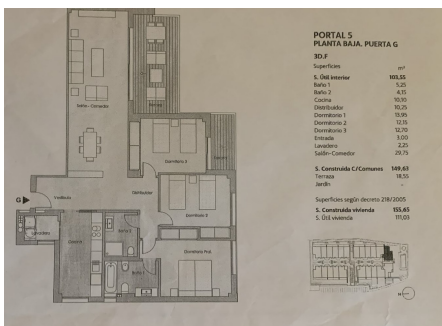 PORTAL 5
PLANTA BAJA. PUERTA G
3D.F
Superficies m²
S. Útil interior 103,55
Baño 1 5,25
Baño 2 4,15
Cocina 10,10
Distribuidor 10,25
Dormitorio 1 13,95
Dormitorio 2 12,15
Dormitorio 3 12,70
Entrada 3,00
Lavadero 2,25
Salón-Comedor 29,75
S. Construida C/Comunes 149,63
Terraza 18,55
Jardín -
Superficies según decreto 218/2005
S. Construida vivienda 155,65
S. Útil vivienda 111,03
Salón - Comedor
Terraza
Dormitorio 2
Terraza
Distribuidor
Vestíbulo
G
Dormitorio 3
Lavadero
Cocina
Baño 2
Dormitorio Ppal.
Baño 1